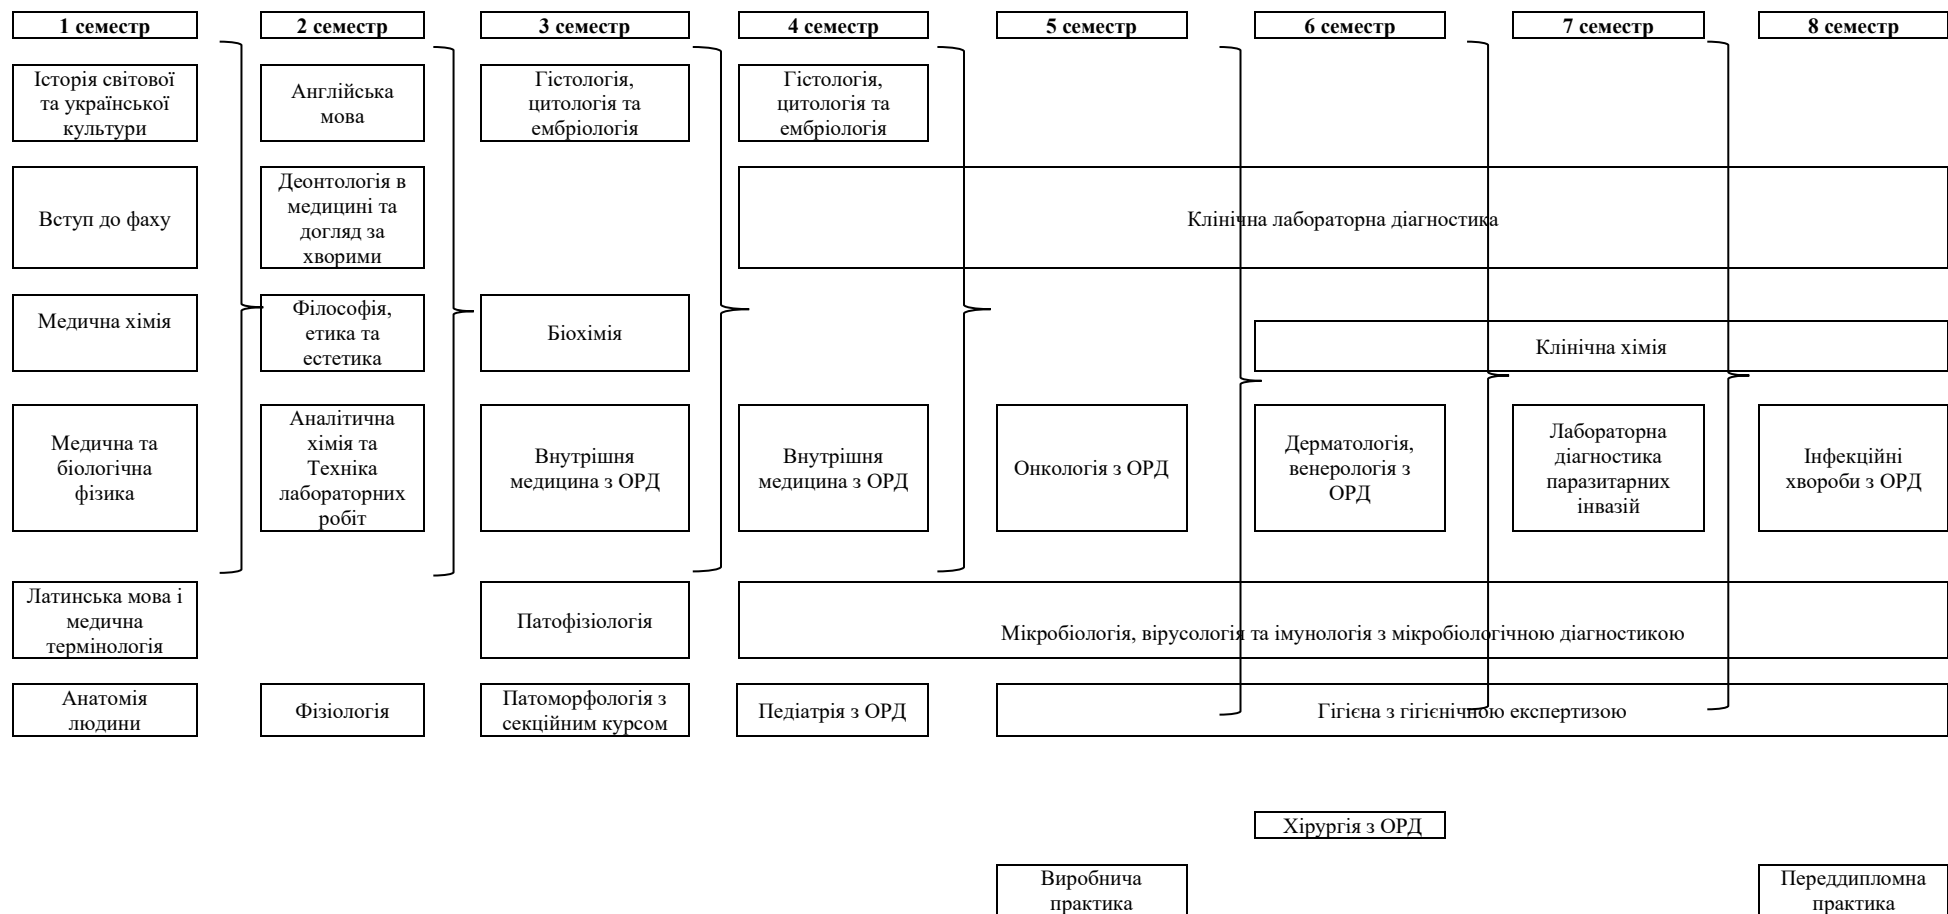 1 семестр
2 семестр
3 семестр
4 семестр
5 семестр
6 семестр
7 семестр
8 семестр
Історія світової
та української
культури
Англійська
мова
Гістологія,
цитологія та
ембріологія
Гістологія,
цитологія та
ембріологія
Вступ до фаху
Деонтологія в
медицині та
догляд за
хворими
Клінічна лабораторна діагностика
Медична хімія
Філософія,
етика та
естетика
Біохімія
Клінічна хімія
Медична та
біологічна
фізика
Аналітична
хімія та
Техніка
лабораторних
робіт
Внутрішня
медицина з ОРД
Внутрішня
медицина з ОРД
Онкологія з ОРД
Дерматологія,
венерологія з
ОРД
Лабораторна
діагностика
паразитарних
інвазій
Інфекційні
хвороби з ОРД
Латинська мова і
медична
термінологія
Патофізіологія
Мікробіологія, вірусологія та імунологія з мікробіологічною діагностикою
Анатомія
людини
Фізіологія
Патоморфологія з
секційним курсом
Педіатрія з ОРД
Гігієна з гігієнічною експертизою
Хірургія з ОРД
Виробнича
практика
Переддипломна
практика